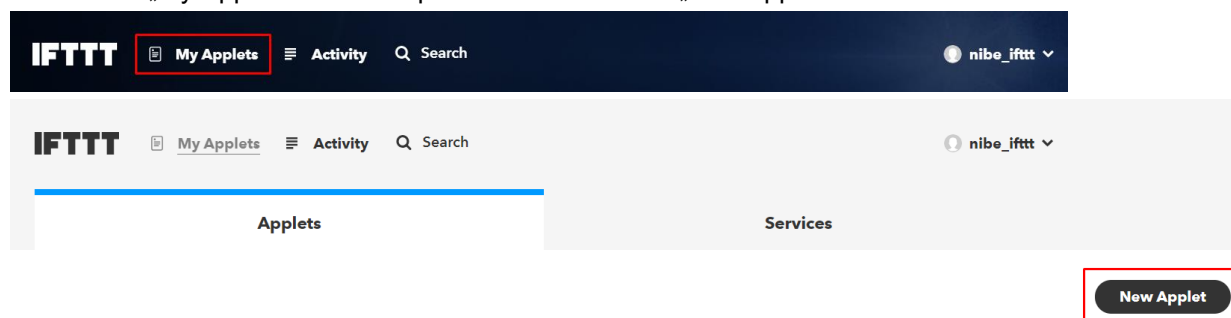 IFTTT My Applets Activity Search nibe_ifttt
IFTTT My Applets Activity Search nibe_ifttt
Applets Services
New Applet